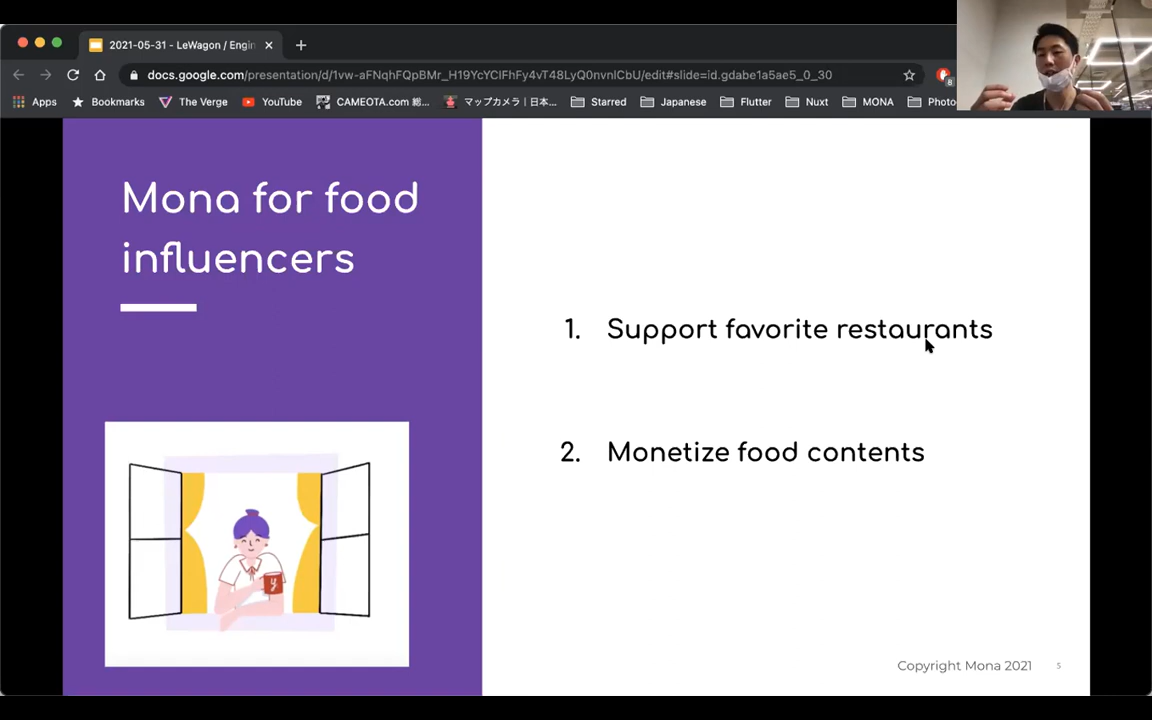 2021-05-31 - LeWagon / Engin
docs.google.com/presentation/d/1vw-aFNqhFQpBMr_H19YcYClFhFy4vT48LyQ0nvnlCbU/edit#slide=id.gdabe1a5ae5_0_30
8
Apps Bookmarks The Verge YouTube CAMEOTA.com 総... マップカメラ | 日本... Starred Japanese Flutter Nuxt MONA Photo
Mona for food
influencers
1. Support favorite restaurants
2. Monetize food contents
y
Copyright Mona 2021 5